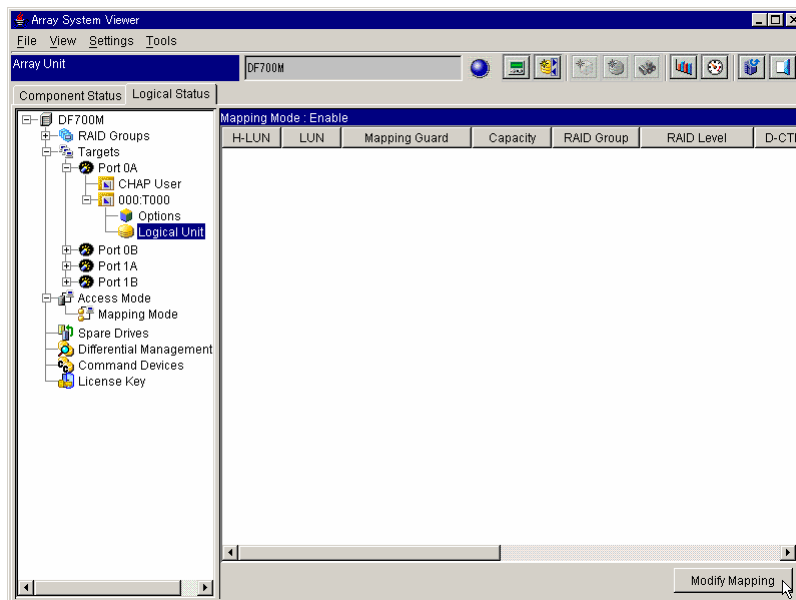 Array System Viewer
File View Settings Tools
Array Unit
DF700M
Component Status Logical Status
DF700M
RAID Groups
Targets
Port 0A
CHAP User
000:T000
Options
Logical Unit
Port 0B
Port 1A
Port 1B
Access Mode
Mapping Mode
Spare Drives
Differential Management
Command Devices
License Key
Mapping Mode : Enable
H-LUN LUN Mapping Guard Capacity RAID Group RAID Level
Modify Mapping